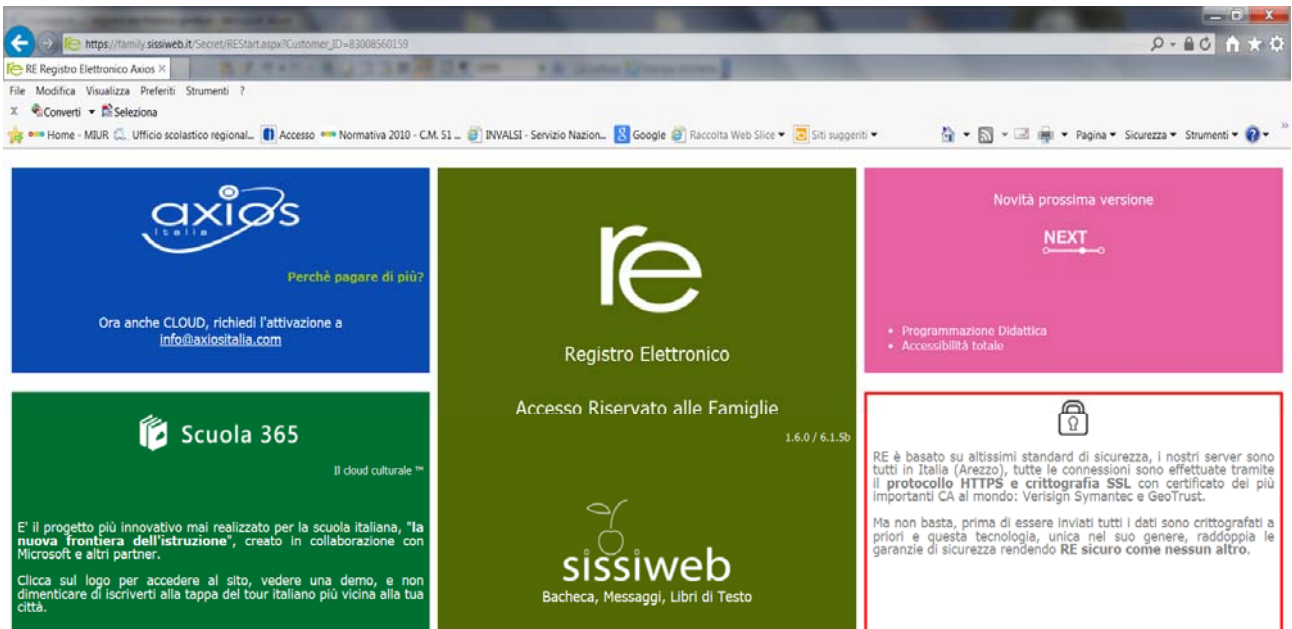 https://family.sissiweb.it/Secret/REStart.aspx?Customer_ID=83008560159
RE Registro Elettronico Axios
File Modifica Visualizza Preferiti Strumenti ?
x Converti Seleziona
Home - MIUR Ufficio scolastico regional... Accesso Normativa 2010 - C.M. 51 ... INVALSI - Servizio Nazion... Google Raccolta Web Slice Siti suggeriti Pagina Sicurezza Strumenti
axios
Italia
Perchè pagare di più?
Ora anche CLOUD, richiedi l'attivazione a
info@axiositalia.com
Scuola 365
Il cloud culturale ™
E' il progetto più innovativo mai realizzato per la scuola italiana, "la
nuova frontiera dell'istruzione", creato in collaborazione con
Microsoft e altri partner.
Clicca sul logo per accedere al sito, vedere una demo, e non
dimenticare di iscriverti alla tappa del tour italiano più vicina alla tua
città.
re
Registro Elettronico
Accesso Riservato alle Famiglie
1.6.0 / 6.1.5b
sissiweb
Bacheca, Messaggi, Libri di Testo
Novità prossima versione
NEXT
• Programmazione Didattica
• Accessibilità totale
RE è basato su altissimi standard di sicurezza, i nostri server sono
tutti in Italia (Arezzo), tutte le connessioni sono effettuate tramite
il protocollo HTTPS e crittografia SSL con certificato dei più
importanti CA al mondo: Verisign Symantec e GeoTrust.
Ma non basta, prima di essere inviati tutti i dati sono crittografati a
priori e questa tecnologia, unica nel suo genere, raddoppia le
garanzie di sicurezza rendendo RE sicuro come nessun altro.